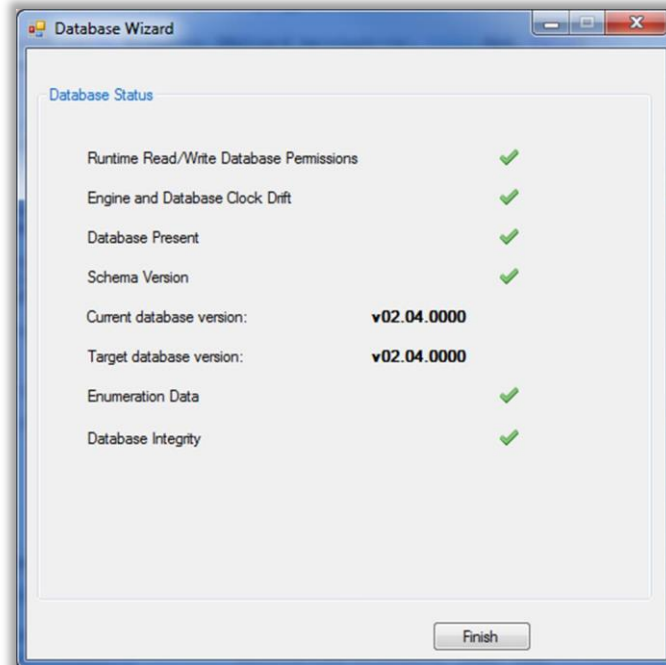 Database Wizard
Database Status
Runtime Read/Write Database Permissions
Engine and Database Clock Drift
Database Present
Schema Version
Current database version: v02.04.0000
Target database version: v02.04.0000
Enumeration Data
Database Integrity
Finish